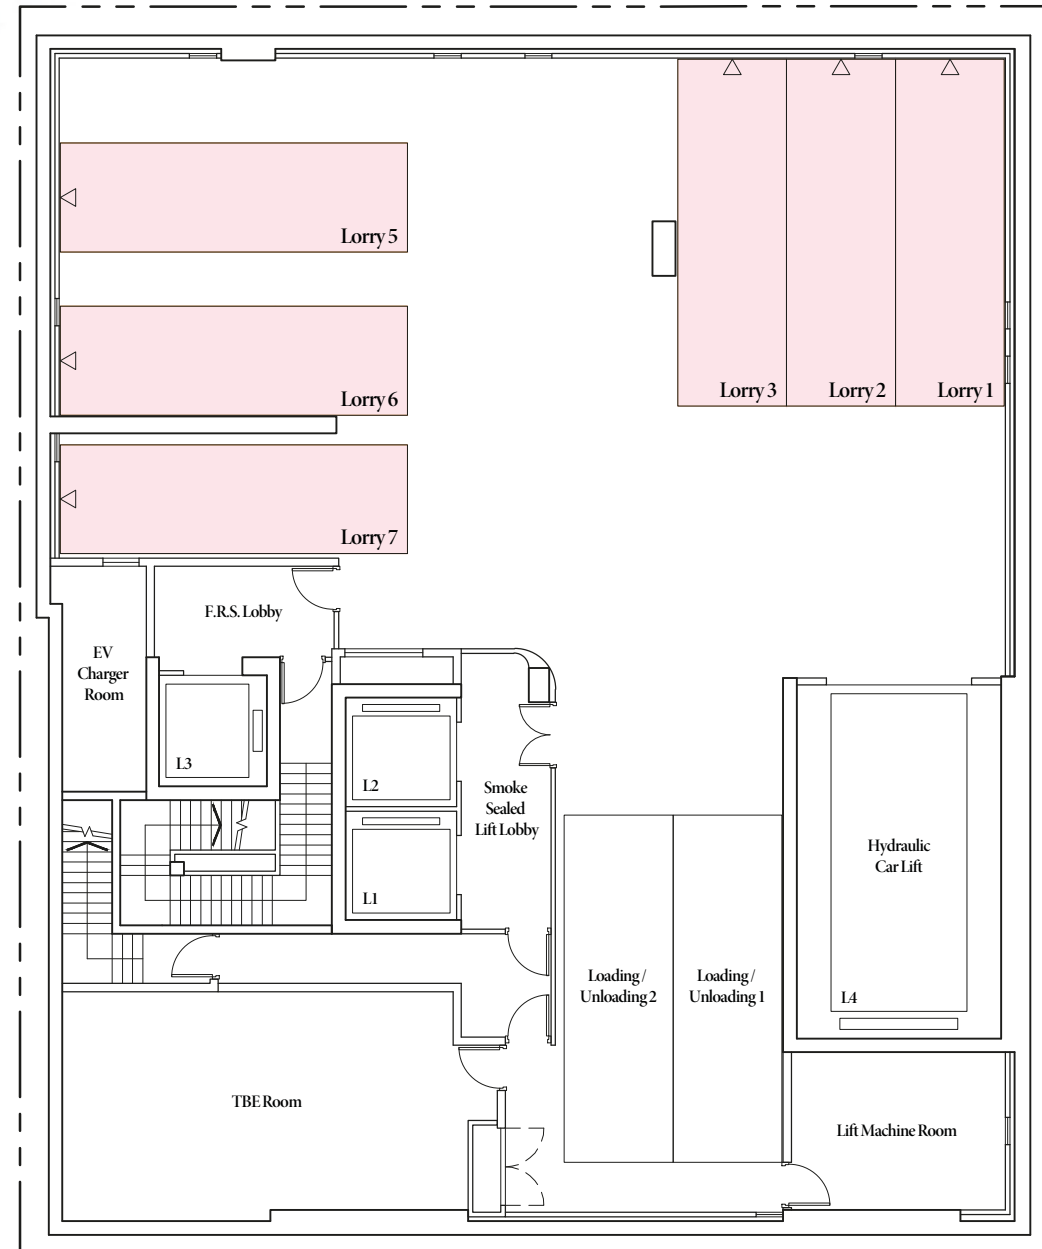 Lorry 5
Lorry 6
Lorry 3
Lorry 2
Lorry 1
Lorry 7
F.R.S. Lobby
EV
Charger
Room
L3
L2
Smoke
Sealed
Lift Lobby
Hydraulic
Car Lift
L1
Loading /
Unloading 2
Loading /
Unloading 1
L4
TBE Room
Lift Machine Room